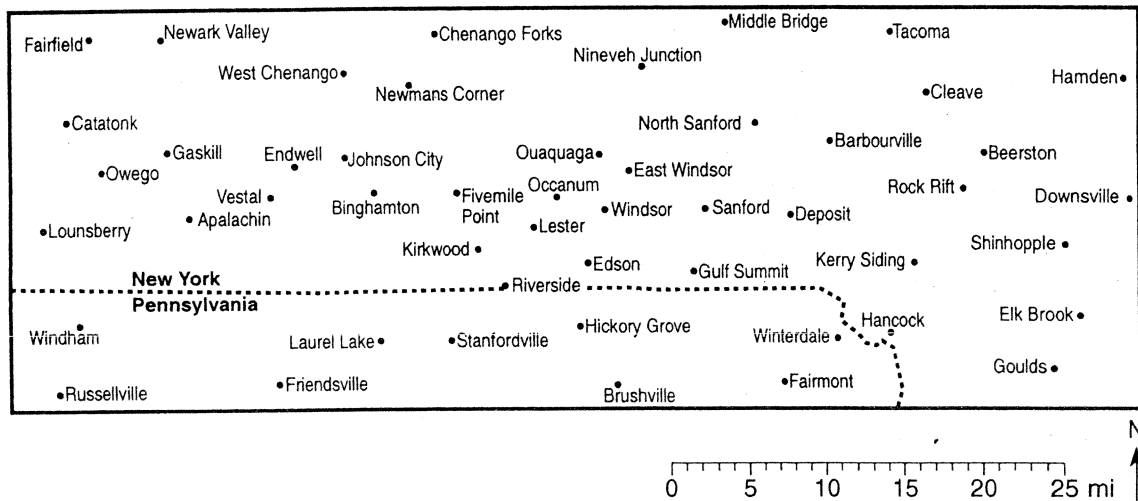 Middle Bridge
Fairfield
Newark Valley
Chenango Forks
Tacoma
Nineveh Junction
West Chenango
Newmans Corner
Hamden
Cleave
Catatonk
North Sanford
Barbourville
Gaskill
Endwell
Johnson City
Ouaquaga
East Windsor
Beerston
Owego
Occanum
Rock Rift
Vestal
Binghamton
Fivemile
Point
Windsor
Sanford
Deposit
Downsville
Apalachin
Lester
Lounsberry
Kirkwood
Shinhopple
Edson
Gulf Summit
Kerry Siding
New York
Riverside
Pennsylvania
Windham
Laurel Lake
Stanfordville
Hickory Grove
Winterdale
Hancock
Elk Brook
Goulds
Russellville
Friendsville
Brushville
Fairmont
N
0 5 10 15 20 25 mi